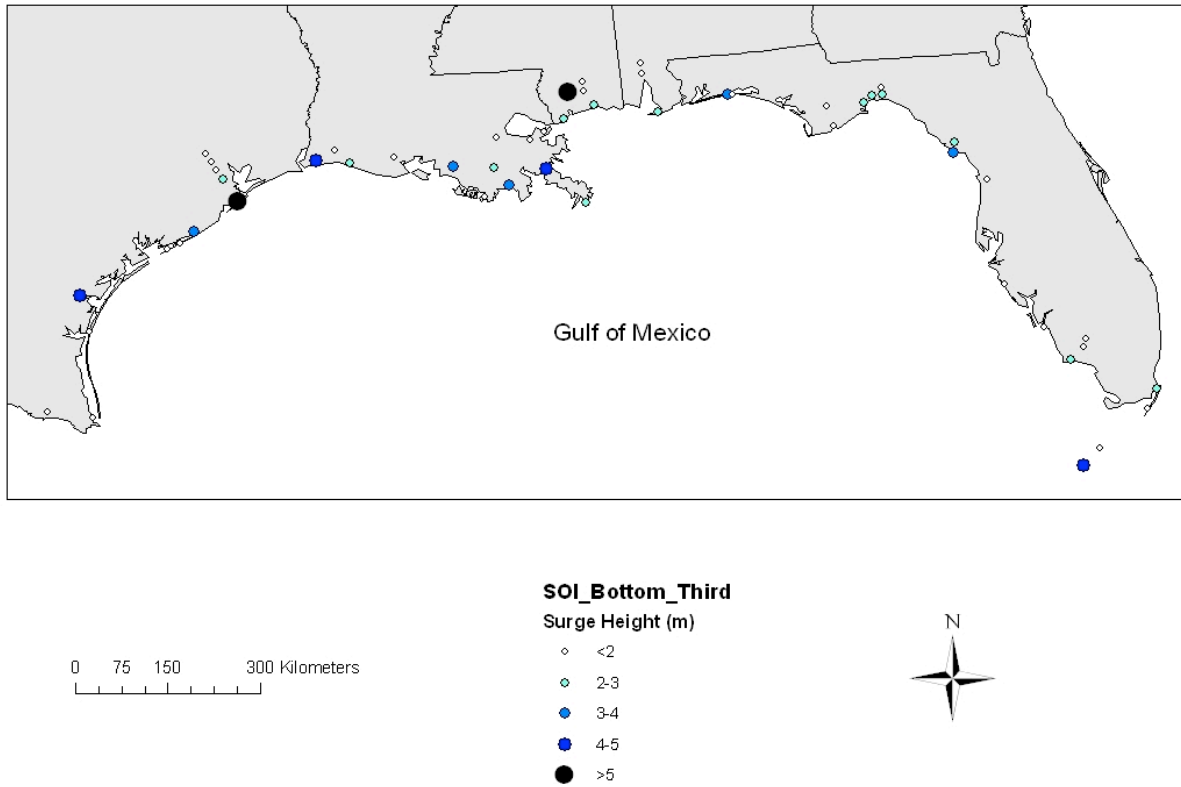 Gulf of Mexico
SOI_Bottom_Third
Surge Height (m)
<2
2-3
3-4
4-5
>5
0 75 150 300 Kilometers
N